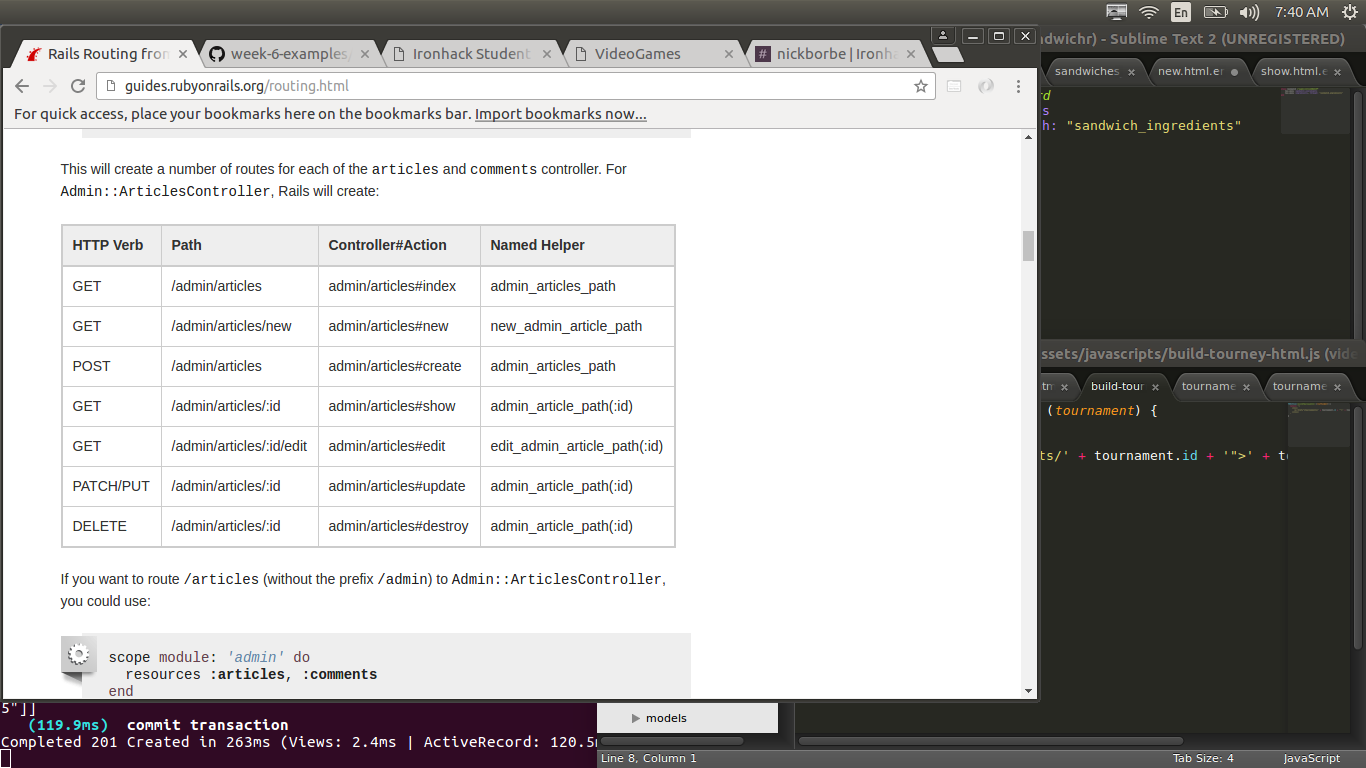 En
7:40 AM
Rails Routing from
week-6-examples
Ironhack Student
VideoGames
nickborbe | Ironh
guides.rubyonrails.org/routing.html
For quick access, place your bookmarks here on the bookmarks bar. Import bookmarks now...
This will create a number of routes for each of the articles and comments controller. For
Admin::ArticlesController, Rails will create:
HTTP Verb Path Controller#Action Named Helper
GET /admin/articles admin/articles#index admin_articles_path
GET /admin/articles/new admin/articles#new new_admin_article_path
POST /admin/articles admin/articles#create admin_articles_path
GET /admin/articles/:id admin/articles#show admin_article_path(:id)
GET /admin/articles/:id/edit admin/articles#edit edit_admin_article_path(:id)
PATCH/PUT /admin/articles/:id admin/articles#update admin_article_path(:id)
DELETE /admin/articles/:id admin/articles#destroy admin_article_path(:id)
If you want to route /articles (without the prefix /admin) to Admin::ArticlesController,
you could use:
scope module: 'admin' do
resources :articles, :comments
end
5"]]
(119.9ms) commit transaction
Completed 201 Created in 263ms (Views: 2.4ms | ActiveRecord: 120.5m
models
Line 8, Column 1
Tab Size: 4
JavaScript
ndwichr) - Sublime Text 2 (UNREGISTERED)
sandwiches
new.html.e
show.html.e
rd
s
h: "sandwich_ingredients"
ssets/javascripts/build-tourney-html.js (vide
build-tour
tourname
tourname
(tournament) {
ts/' + tournament.id + '">' + to